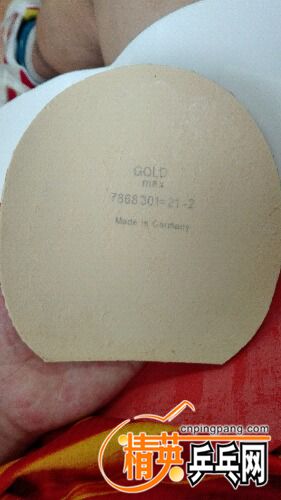 GOLD
max
7868301=21-2
Made in Germany
cnpingpang.com
精英乒乓网